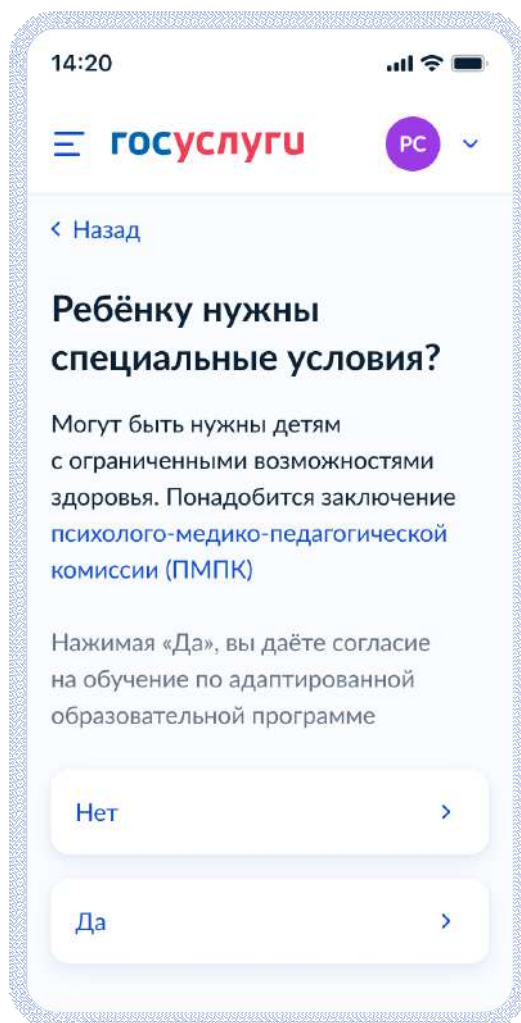 14:20
госуслуги
РС
Назад
Ребёнку нужны
специальные условия?
Могут быть нужны детям
с ограниченными возможностями
здоровья. Понадобится заключение
психолого-медико-педагогической
комиссии (ПМПК)
Нажимая «Да», вы даёте согласие
на обучение по адаптированной
образовательной программе
Нет
Да